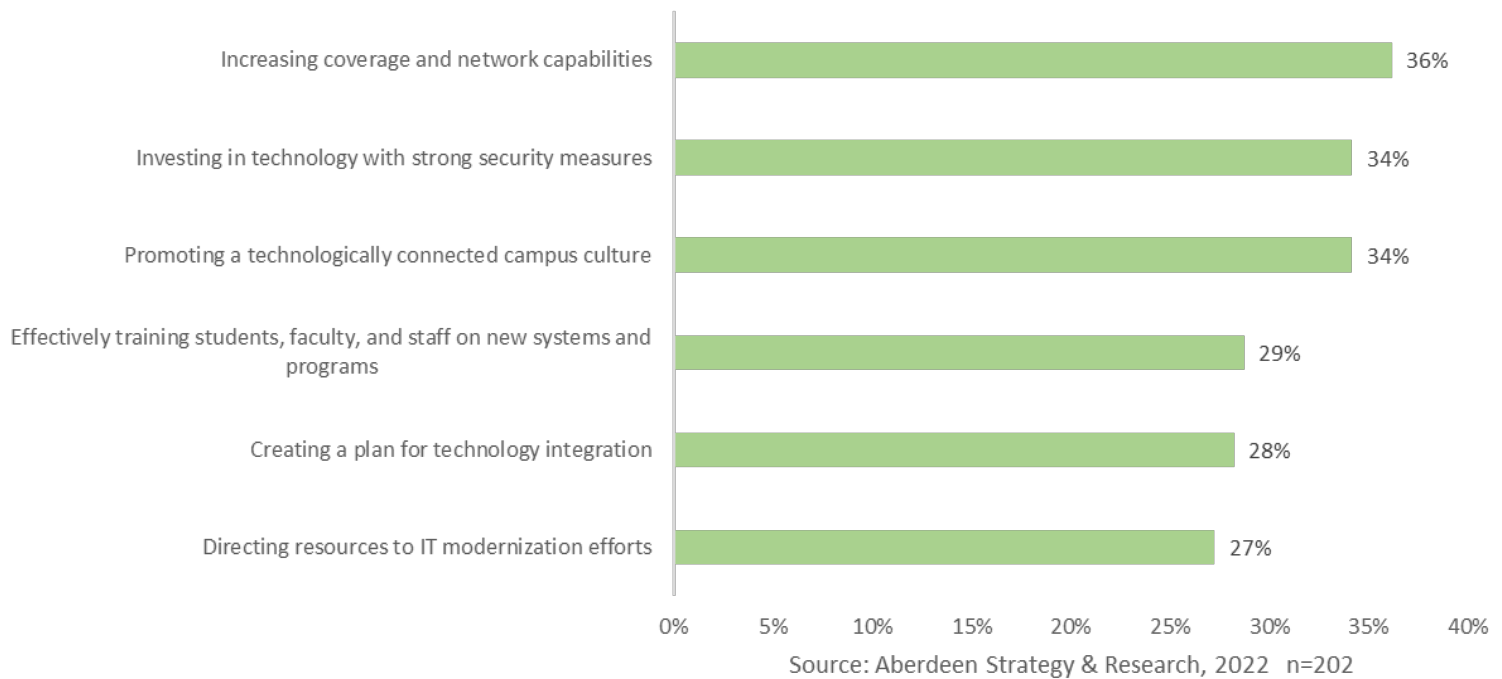 Increasing coverage and network capabilities
36%
Investing in technology with strong security measures
34%
Promoting a technologically connected campus culture
34%
Effectively training students, faculty, and staff on new systems and
programs
29%
Creating a plan for technology integration
28%
Directing resources to IT modernization efforts
27%
0% 5% 10% 15% 20% 25% 30% 35% 40%
Source: Aberdeen Strategy & Research, 2022 n=202